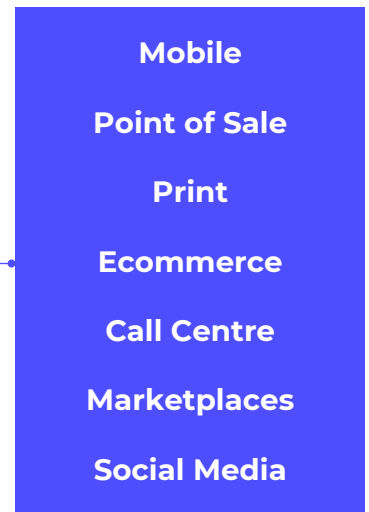 Mobile
Point of Sale
Print
Ecommerce
Call Centre
Marketplaces
Social Media